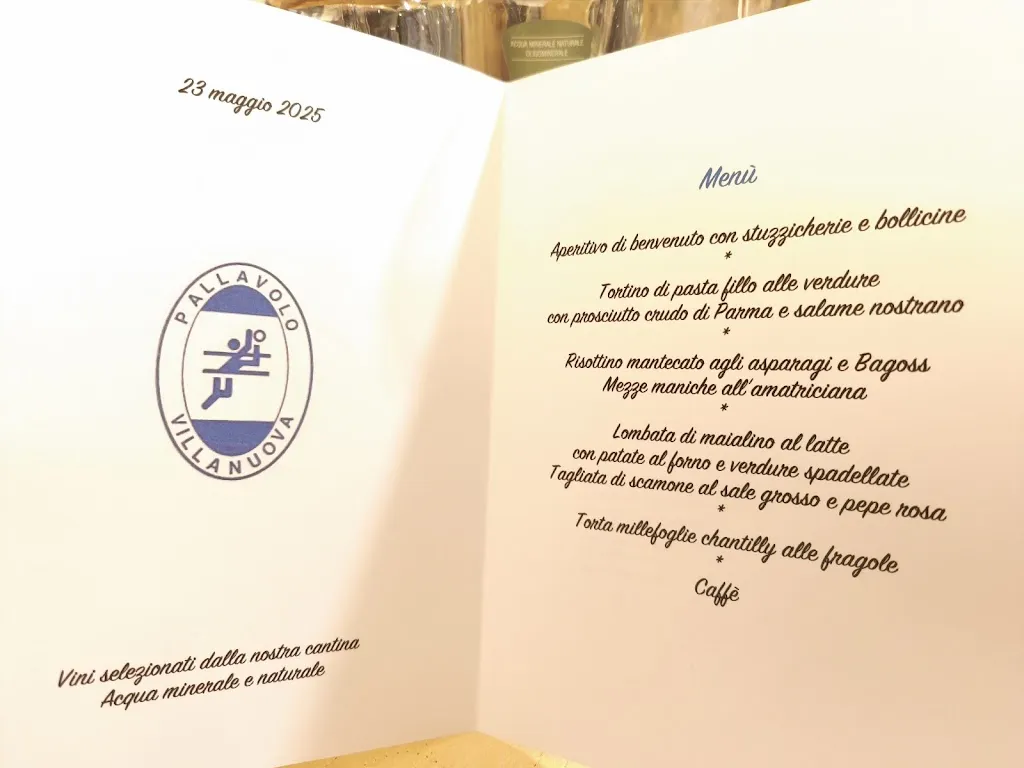 ACQUA MINERALE NATURALE
23 maggio 2025
PALLAVOLO
VILLANUOVA
Vini selezionati dalla nostra cantina
Acqua minerale e naturale
Menù
Aperitivo di benvenuto con stuzzicherie e bollicine
*
Tortino di pasta fillo alle verdure
con prosciutto crudo di Parma e salame nostrano
*
Risottino mantecato agli asparagi e Bagoss
Mezze maniche all'amatriciana
*
Lombata di maialino al latte
con patate al forno e verdure spadellate
Tagliata di scamone al sale grosso e pepe rosa
*
Torta millefoglie chantilly alle fragole
*
Caffè